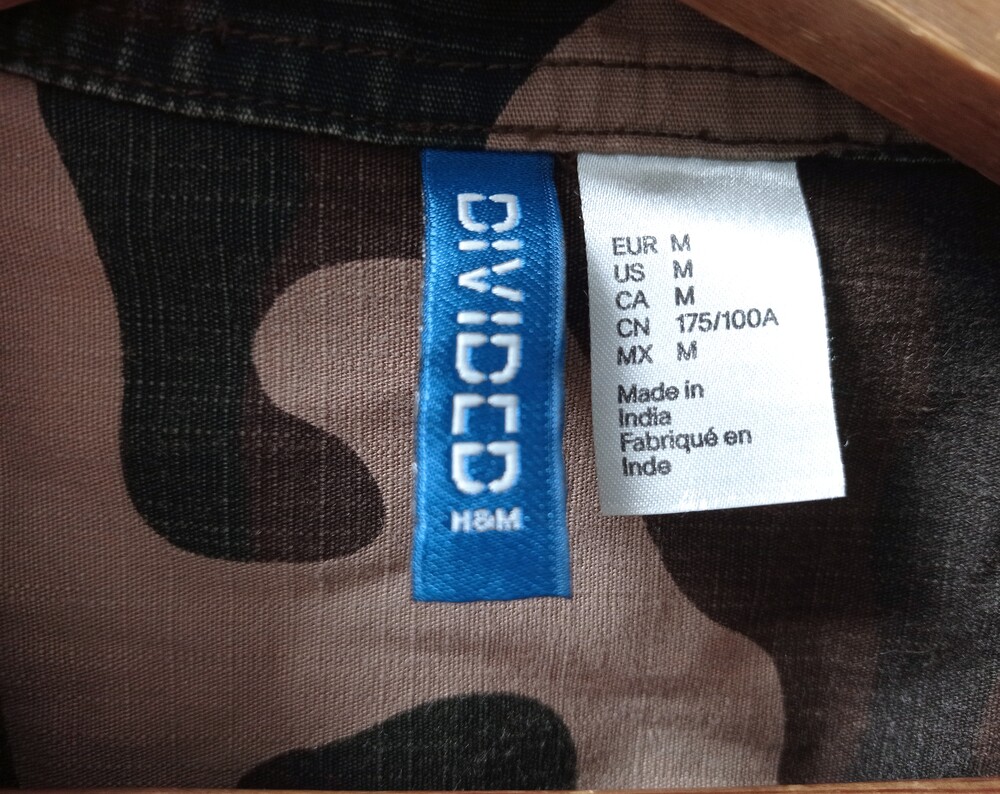 DIVIDED
H&M
EUR M
US M
CA M
CN 175/100A
MX M
Made in
India
Fabriqué en
Inde